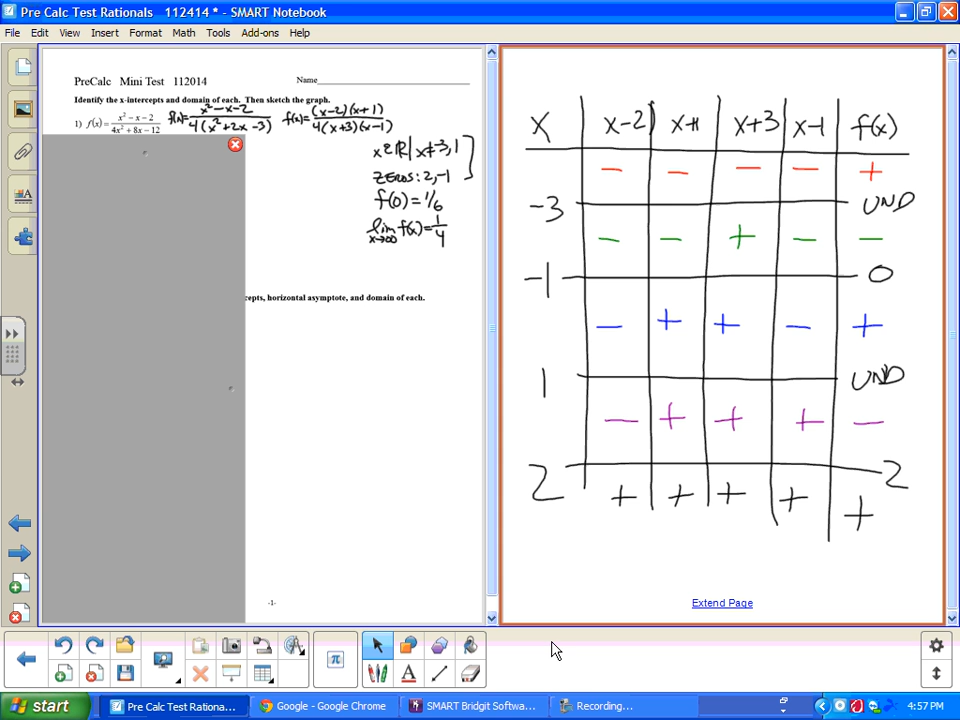 Pre Calc Test Rationals 112414 * - SMART Notebook
File Edit View Insert Format Math Tools Add-ons Help
PreCalc Mini Test 112014 Name
Identify the x-intercepts and domain of each. Then sketch the graph.
1) f(x) = (x² − x − 2)/(4x² + 8x − 12) f(x) = (x² − x − 2)/(4(x² + 2x − 3)) f(x) = ((x−2)(x+1))/(4(x+3)(x−1))
x∈ℝ | x≠-3, 1
ZEROS: 2, -1
f(0) = 1/6
lim x→∞ f(x) = 1/4
cepts, horizontal asymptote, and domain of each.
-1-
x x-2 x+1 x+3 x-1 f(x)
− − − − +
-3 UND
− − + − −
-1 0
− + + − +
1 UND
− + + + −
2 2
+ + + + +
Extend Page
π
A
start Pre Calc Test Rationa... Google - Google Chrome SMART Bridgit Softwa... Recording... 4:57 PM